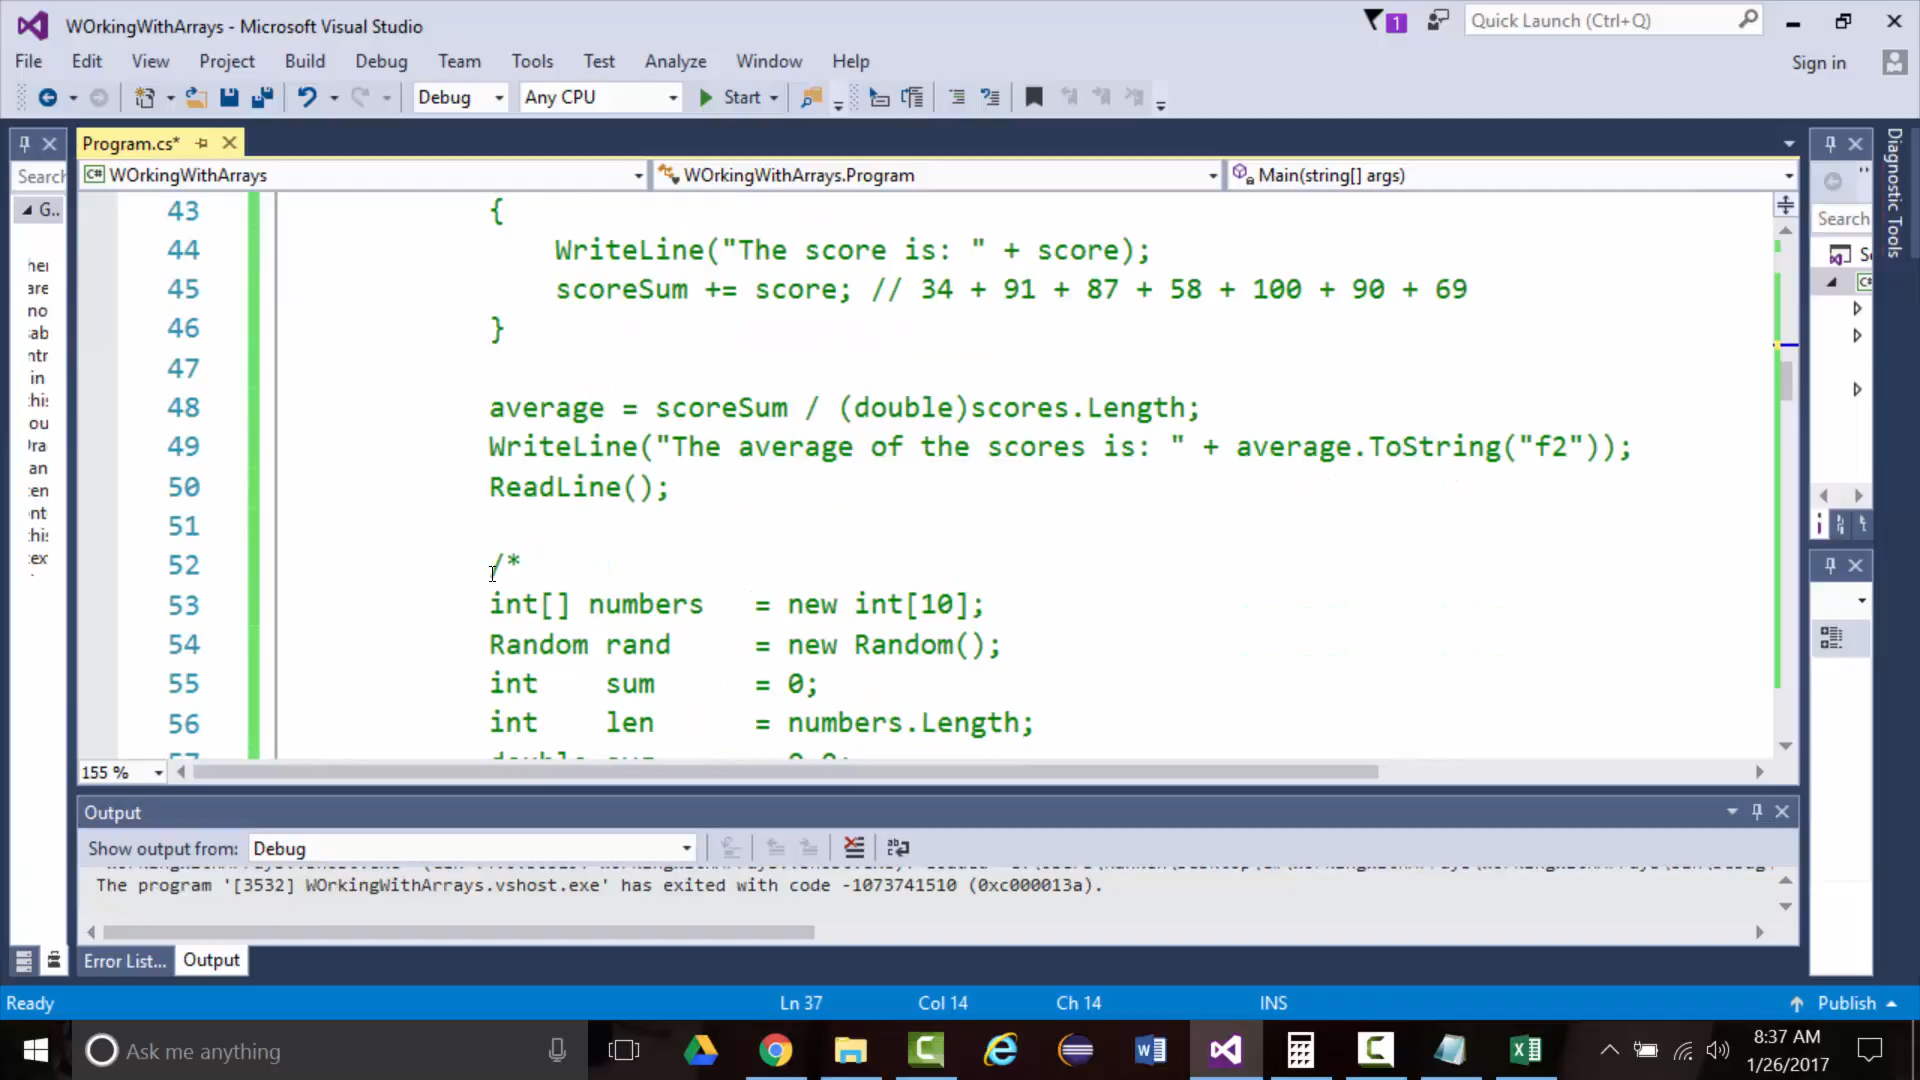 WOrkingWithArrays - Microsoft Visual Studio
1
Quick Launch (Ctrl+Q)
File Edit View Project Build Debug Team Tools Test Analyze Window Help
Sign in
Debug Any CPU Start
Program.cs*
Search
WOrkingWithArrays WOrkingWithArrays.Program Main(string[] args)
G..
43 {
44 WriteLine("The score is: " + score);
45 scoreSum += score; // 34 + 91 + 87 + 58 + 100 + 90 + 69
46 }
47
48 average = scoreSum / (double)scores.Length;
49 WriteLine("The average of the scores is: " + average.ToString("f2"));
50 ReadLine();
51
52 /*
53 int[] numbers = new int[10];
54 Random rand = new Random();
55 int sum = 0;
56 int len = numbers.Length;
155 %
Search
Diagnostic Tools
Output
Show output from: Debug
The program '[3532] WOrkingWithArrays.vshost.exe' has exited with code -1073741510 (0xc000013a).
Error List... Output
Ready Ln 37 Col 14 Ch 14 INS Publish
Ask me anything
8:37 AM
1/26/2017